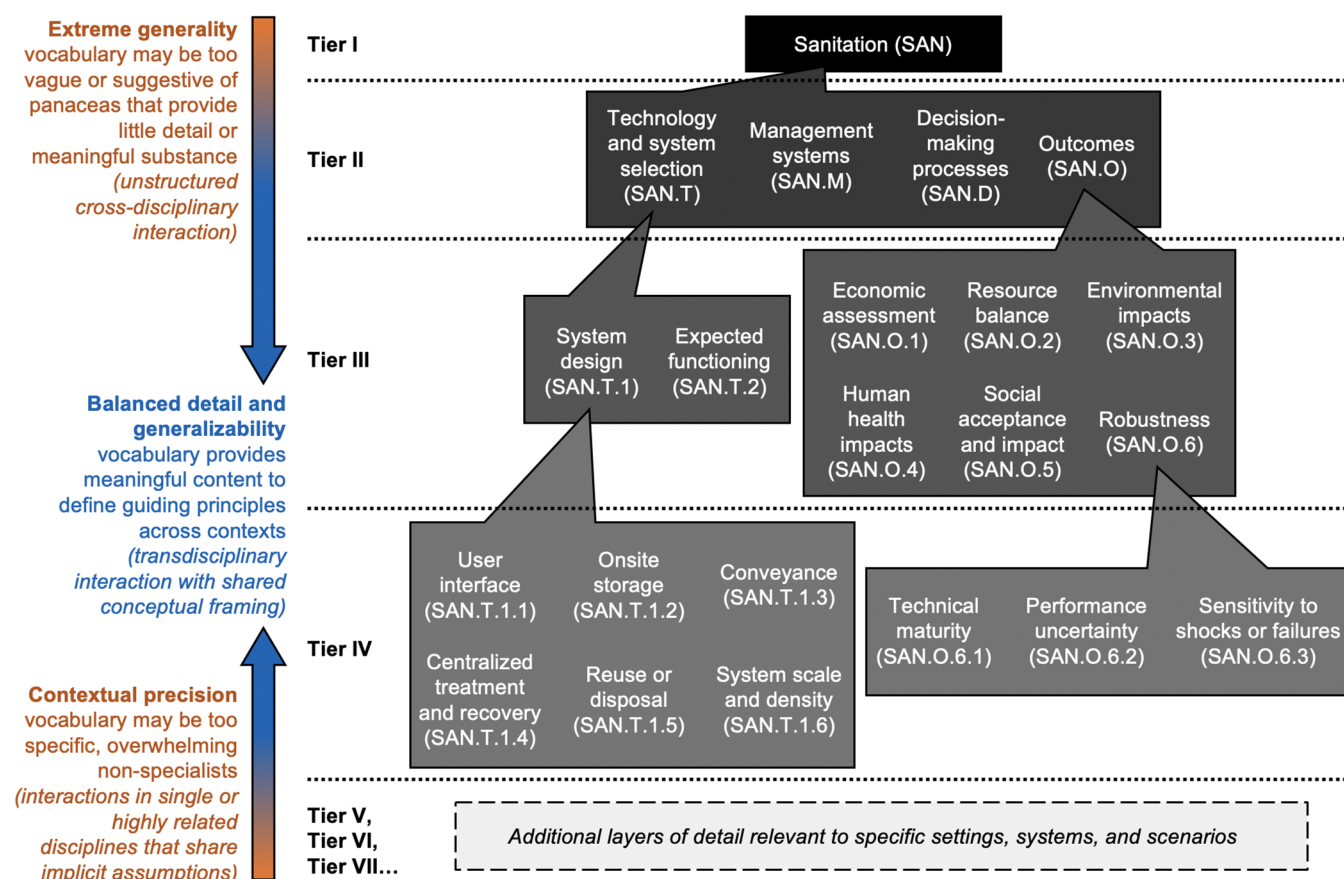 Extreme generality
vocabulary may be too
vague or suggestive of
panaceas that provide
little detail or
meaningful substance
(unstructured
cross-disciplinary
interaction)
Balanced detail and
generalizability
vocabulary provides
meaningful content to
define guiding principles
across contexts
(transdisciplinary
interaction with shared
conceptual framing)
Contextual precision
vocabulary may be too
specific, overwhelming
non-specialists
(interactions in single or
highly related
disciplines that share
implicit assumptions)
Tier I
Sanitation (SAN)
Tier II
Technology
and system
selection
(SAN.T)
Management
systems
(SAN.M)
Decision-
making
processes
(SAN.D)
Outcomes
(SAN.O)
Tier III
System
design
(SAN.T.1)
Expected
functioning
(SAN.T.2)
Economic
assessment
(SAN.O.1)
Resource
balance
(SAN.O.2)
Environmental
impacts
(SAN.O.3)
Human
health
impacts
(SAN.O.4)
Social
acceptance
and impact
(SAN.O.5)
Robustness
(SAN.O.6)
Tier IV
User
interface
(SAN.T.1.1)
Onsite
storage
(SAN.T.1.2)
Conveyance
(SAN.T.1.3)
Centralized
treatment
and recovery
(SAN.T.1.4)
Reuse or
disposal
(SAN.T.1.5)
System scale
and density
(SAN.T.1.6)
Technical
maturity
(SAN.O.6.1)
Performance
uncertainty
(SAN.O.6.2)
Sensitivity to
shocks or failures
(SAN.O.6.3)
Tier V,
Tier VI,
Tier VII…
Additional layers of detail relevant to specific settings, systems, and scenarios